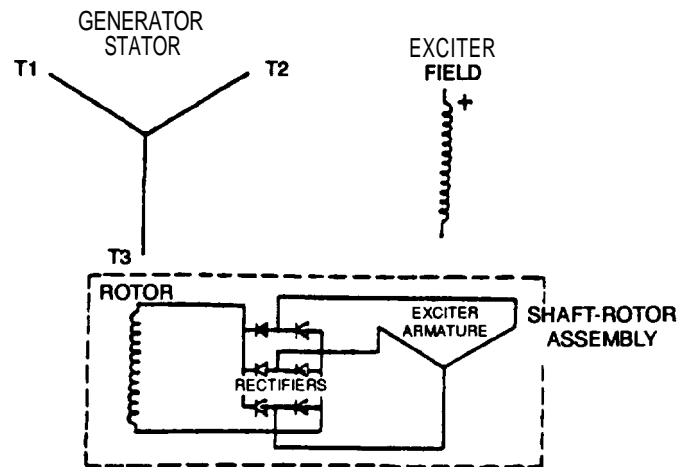 GENERATOR
STATOR
T1
T2
T3
EXCITER
FIELD
+
ROTOR
EXCITER
ARMATURE
RECTIFIERS
SHAFT-ROTOR
ASSEMBLY